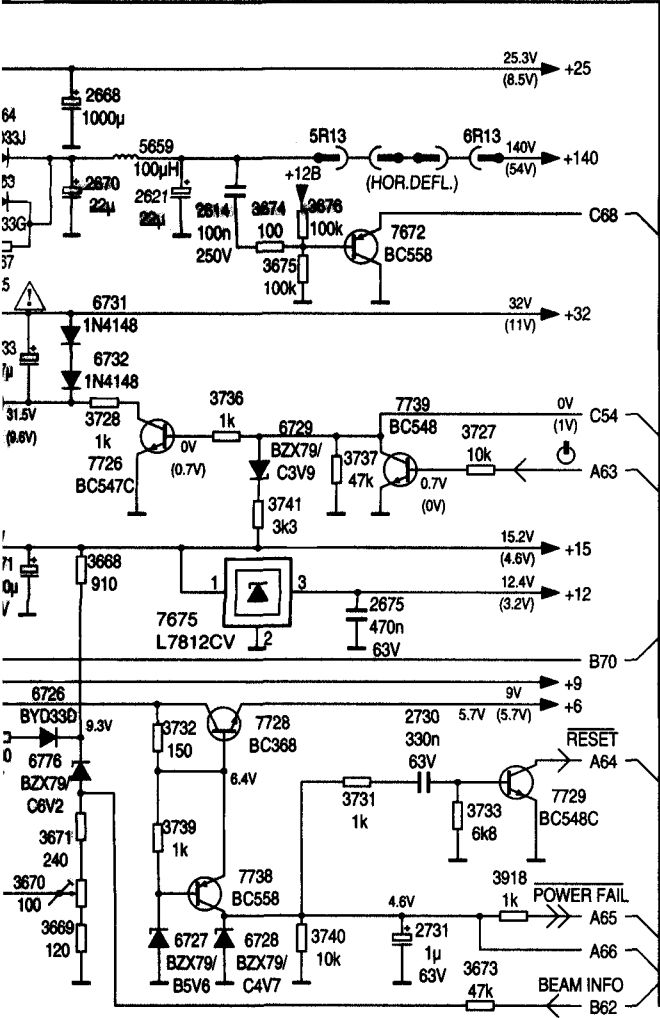 25.3V
(8.5V)
+25
2668
1000µ
64
5659
100µH
5R13
6R13
140V
(54V)
+140
(HOR.DEFL.)
+12B
2670
22µ
2621
22µ
2614
100n
250V
3674
100
3676
100k
3675
100k
7672
BC558
C68
33G
5
6731
1N4148
32V
(11V)
+32
6732
1N4148
33
31.5V
(9.6V)
3728
1k
7726
BC547C
3736
1k
0V
(0.7V)
6729
BZX79/
C3V9
3737
47k
7739
BC548
0V
(1V)
C54
3727
10k
0.7V
(0V)
A63
3741
3k3
15.2V
(4.6V)
+15
71
3668
910
1
3
2
7675
L7812CV
12.4V
(3.2V)
+12
2675
470n
63V
B70
+9
9V
5.7V (5.7V)
+6
6726
BYD33D
9.3V
3732
150
7728
BC368
2730
330n
63V
RESET
A64
6776
BZX79/
C6V2
6.4V
3731
1k
3733
6k8
7729
BC548C
3671
240
3739
1k
3670
100
7738
BC558
3918
1k
POWER FAIL
A65
4.6V
3669
120
6727
BZX79/
B5V6
6728
BZX79/
C4V7
3740
10k
2731
1µ
63V
A66
3673
47k
BEAM INFO
B62